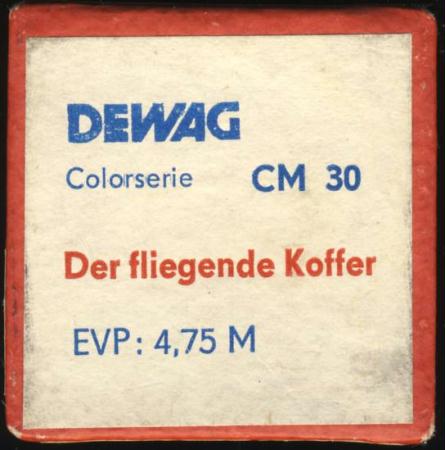 DEWAG
Colorserie CM 30
Der fliegende Koffer
EVP: 4,75 M